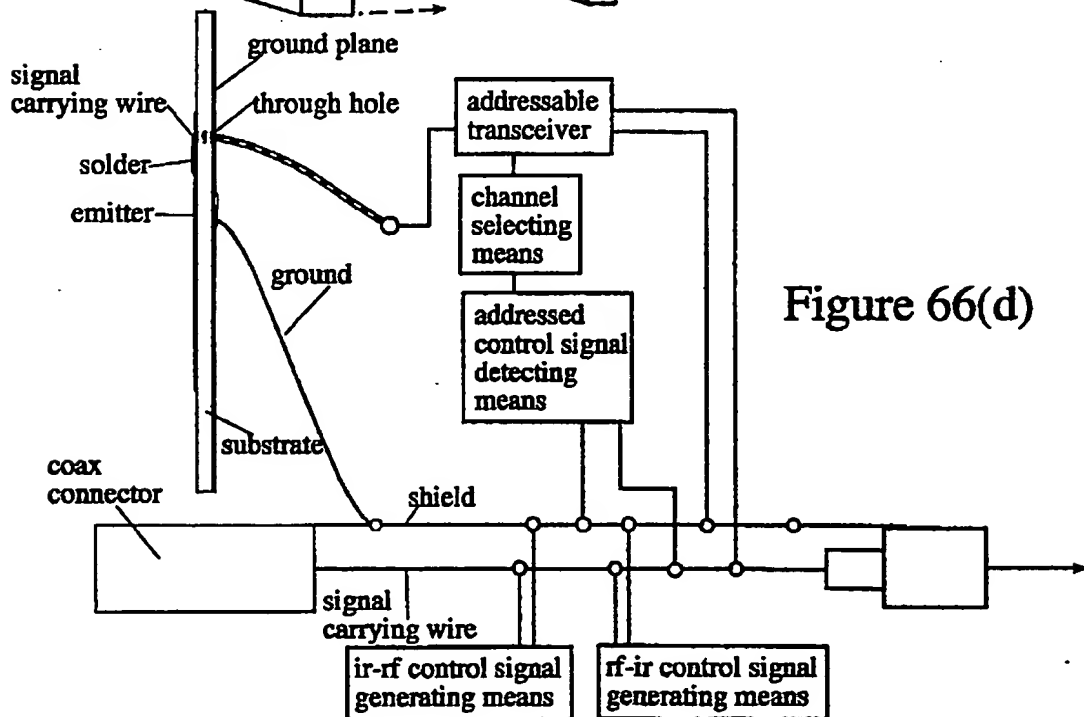 ground plane
signal
carrying wire
through hole
solder
emitter
addressable
transceiver
channel
selecting
means
ground
addressed
control signal
detecting
means
Figure 66(d)
substrate
coax
connector
shield
signal
carrying wire
ir-rf control signal
generating means
rf-ir control signal
generating means